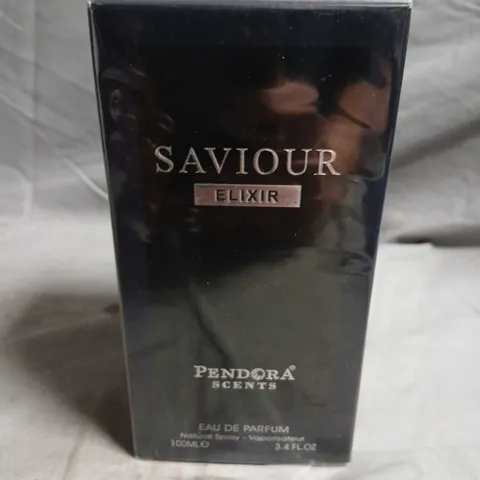 SAVIOUR
ELIXIR
PENDORA®
SCENTS
EAU DE PARFUM
Natural Spray - Vaporisateur
100ML℮ 3.4 FL.OZ